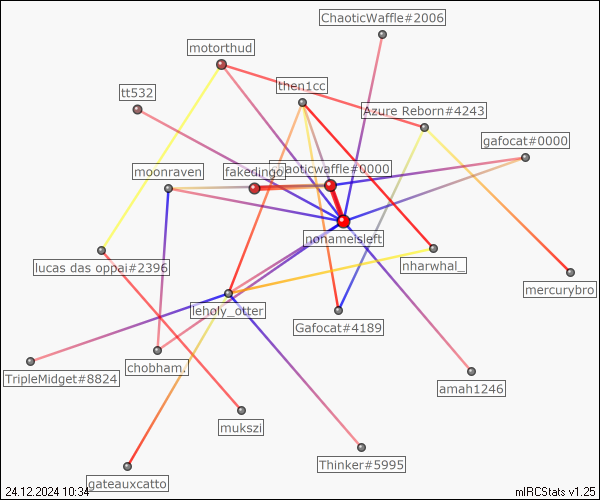 ChaoticWaffle#2006
motorthud
then1cc
tt532
Azure Reborn#4243
gafocat#0000
chaoticwaffle#0000
moonraven
fakedingo
nonameisleft
nharwhal_
lucas das oppai#2396
mercurybro
leholy_otter
Gafocat#4189
chobham.
TripleMidget#8824
amah1246
mukszi
Thinker#5995
gateauxcatto
24.12.2024 10:34
mIRCStats v1.25